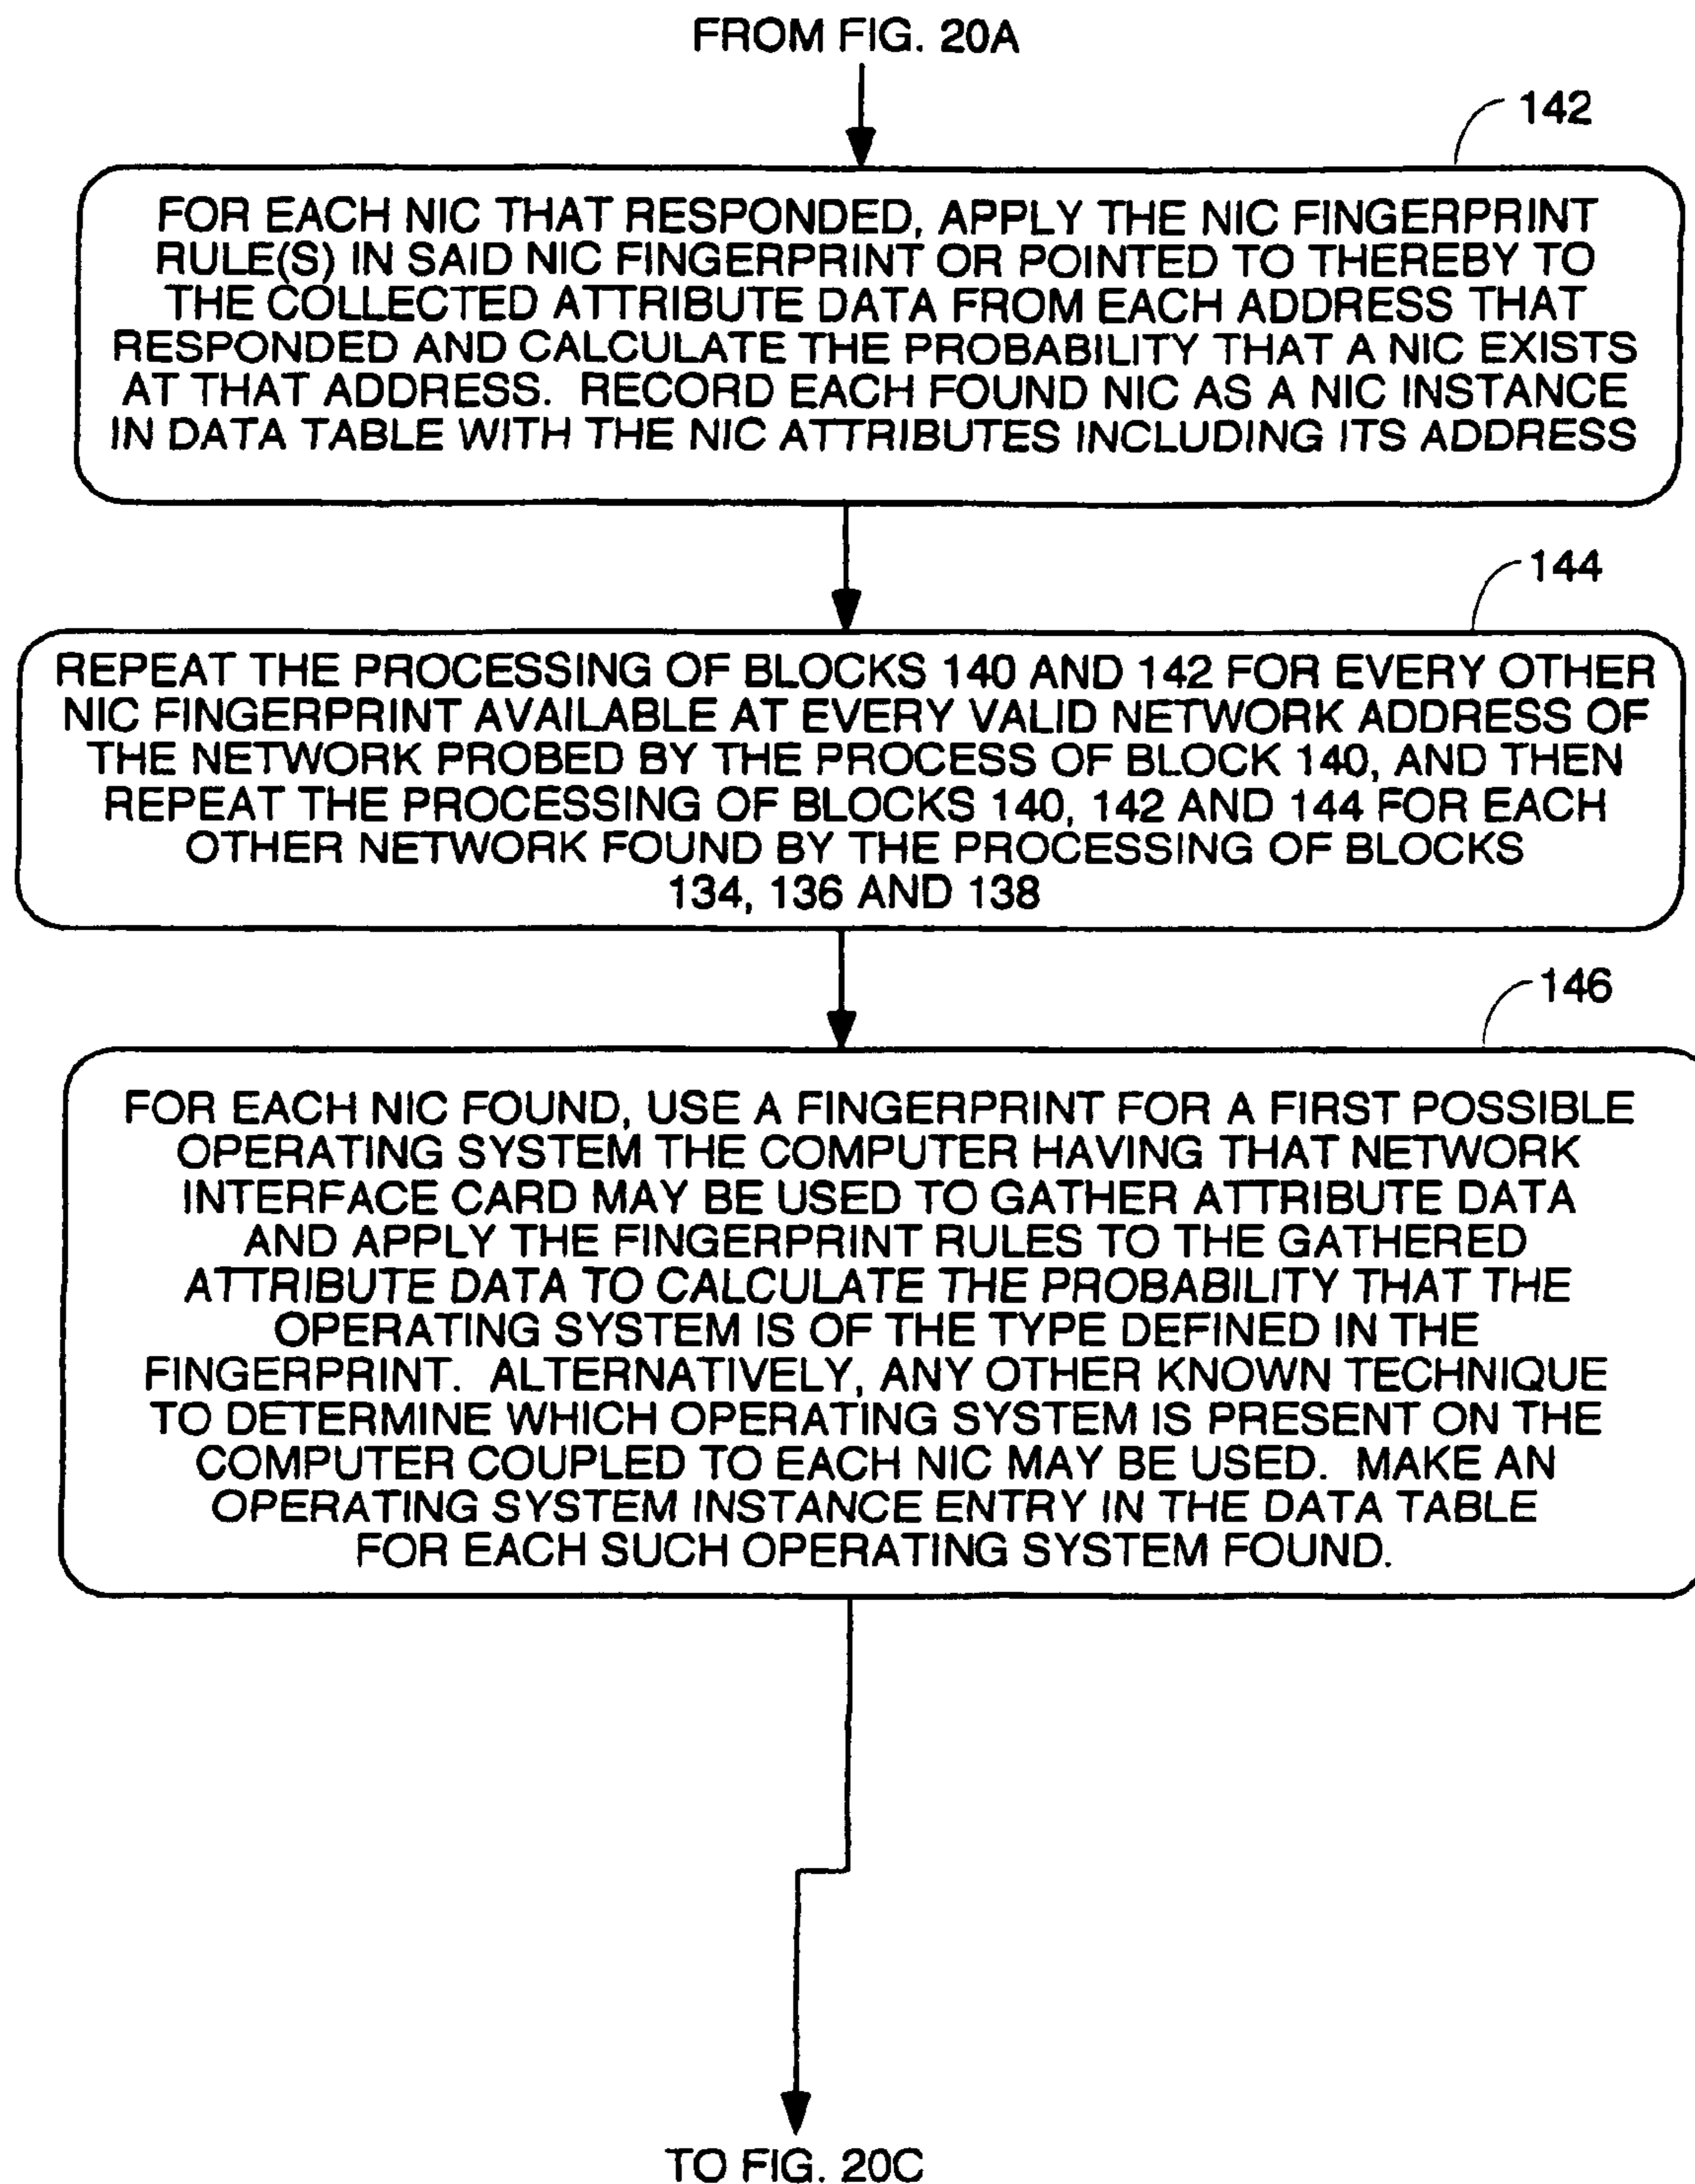 FROM FIG. 20A
142
FOR EACH NIC THAT RESPONDED, APPLY THE NIC FINGERPRINT
RULE(S) IN SAID NIC FINGERPRINT OR POINTED TO THEREBY TO
THE COLLECTED ATTRIBUTE DATA FROM EACH ADDRESS THAT
RESPONDED AND CALCULATE THE PROBABILITY THAT A NIC EXISTS
AT THAT ADDRESS. RECORD EACH FOUND NIC AS A NIC INSTANCE
IN DATA TABLE WITH THE NIC ATTRIBUTES INCLUDING ITS ADDRESS
144
REPEAT THE PROCESSING OF BLOCKS 140 AND 142 FOR EVERY OTHER
NIC FINGERPRINT AVAILABLE AT EVERY VALID NETWORK ADDRESS OF
THE NETWORK PROBED BY THE PROCESS OF BLOCK 140, AND THEN
REPEAT THE PROCESSING OF BLOCKS 140, 142 AND 144 FOR EACH
OTHER NETWORK FOUND BY THE PROCESSING OF BLOCKS
134, 136 AND 138
146
FOR EACH NIC FOUND, USE A FINGERPRINT FOR A FIRST POSSIBLE
OPERATING SYSTEM THE COMPUTER HAVING THAT NETWORK
INTERFACE CARD MAY BE USED TO GATHER ATTRIBUTE DATA
AND APPLY THE FINGERPRINT RULES TO THE GATHERED
ATTRIBUTE DATA TO CALCULATE THE PROBABILITY THAT THE
OPERATING SYSTEM IS OF THE TYPE DEFINED IN THE
FINGERPRINT. ALTERNATIVELY, ANY OTHER KNOWN TECHNIQUE
TO DETERMINE WHICH OPERATING SYSTEM IS PRESENT ON THE
COMPUTER COUPLED TO EACH NIC MAY BE USED. MAKE AN
OPERATING SYSTEM INSTANCE ENTRY IN THE DATA TABLE
FOR EACH SUCH OPERATING SYSTEM FOUND.
TO FIG. 20C